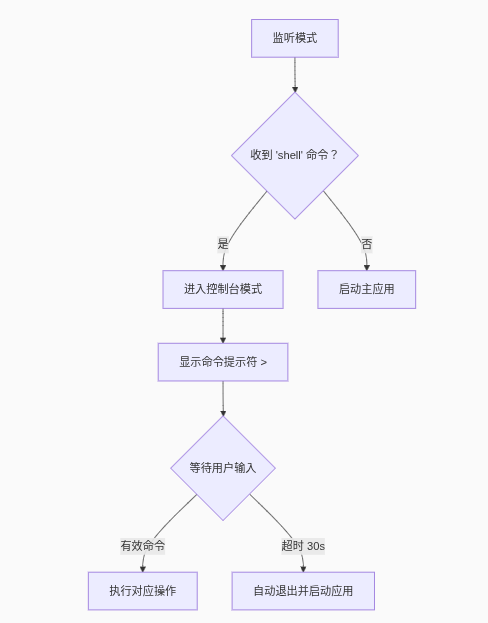 监听模式
收到 'shell' 命令？
是
否
进入控制台模式
启动主应用
显示命令提示符 >
等待用户输入
有效命令
超时 30s
执行对应操作
自动退出并启动应用